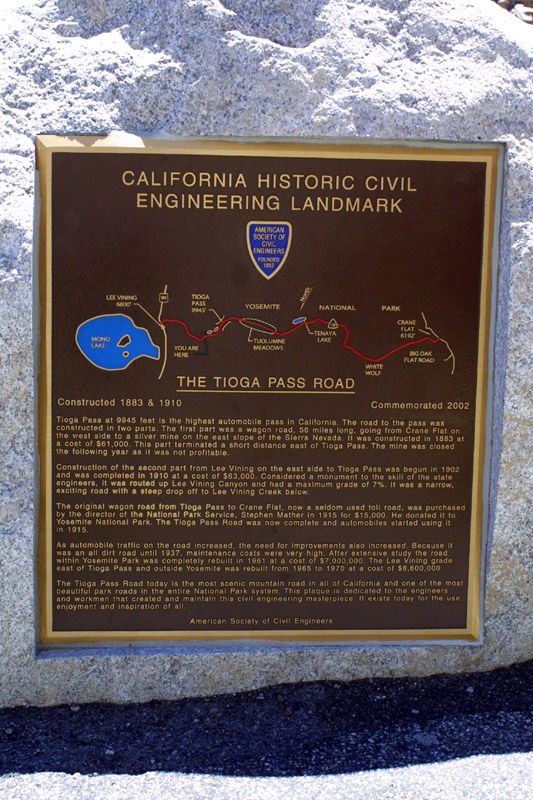 CALIFORNIA HISTORIC CIVIL
ENGINEERING LANDMARK
AMERICAN
SOCIETY OF
CIVIL
ENGINEERS
FOUNDED
1852
North
LEE VINING
6800'
TIOGA
PASS
9945'
YOSEMITE
NATIONAL
PARK
CRANE
FLAT
6192'
MONO
LAKE
YOU ARE
HERE
TUOLUMNE
MEADOWS
TENAYA
LAKE
WHITE
WOLF
BIG OAK
FLAT ROAD
THE TIOGA PASS ROAD
Constructed 1883 & 1910
Commemorated 2002
Tioga Pass at 9945 feet is the highest automobile pass in California. The road to the pass was
constructed in two parts. The first part was a wagon road, 56 miles long, going from Crane Flat on
the west side to a silver mine on the east slope of the Sierra Nevada. It was constructed in 1883 at
a cost of $61,000. This part terminated a short distance east of Tioga Pass. The mine was closed
the following year as it was not profitable.
Construction of the second part from Lee Vining on the east side to Tioga Pass was begun in 1902
and was completed in 1910 at a cost of $63,000. Considered a monument to the skill of the state
engineers, it was routed up Lee Vining Canyon and had a maximum grade of 7%. It was a narrow,
exciting road with a steep drop off to Lee Vining Creek below.
The original wagon road from Tioga Pass to Crane Flat, now a seldom used toll road, was purchased
by the director of the National Park Service, Stephen Mather in 1915 for $15,000. He donated it to
Yosemite National Park. The Tioga Pass Road was now complete and automobiles started using it
in 1915.
As automobile traffic on the road increased, the need for improvements also increased. Because it
was an all dirt road until 1937, maintenance costs were very high. After extensive study the road
within Yosemite Park was completely rebuilt in 1961 at a cost of $7,000,000. The Lee Vining grade
east of Tioga Pass and outside Yosemite was rebuilt from 1965 to 1970 at a cost of $6,600,000.
The Tioga Pass Road today is the most scenic mountain road in all of California and one of the most
beautiful park roads in the entire National Park system. This plaque is dedicated to the engineers
and workmen that created and maintain this civil engineering masterpiece. It exists today for the use,
enjoyment and inspiration of all.
American Society of Civil Engineers